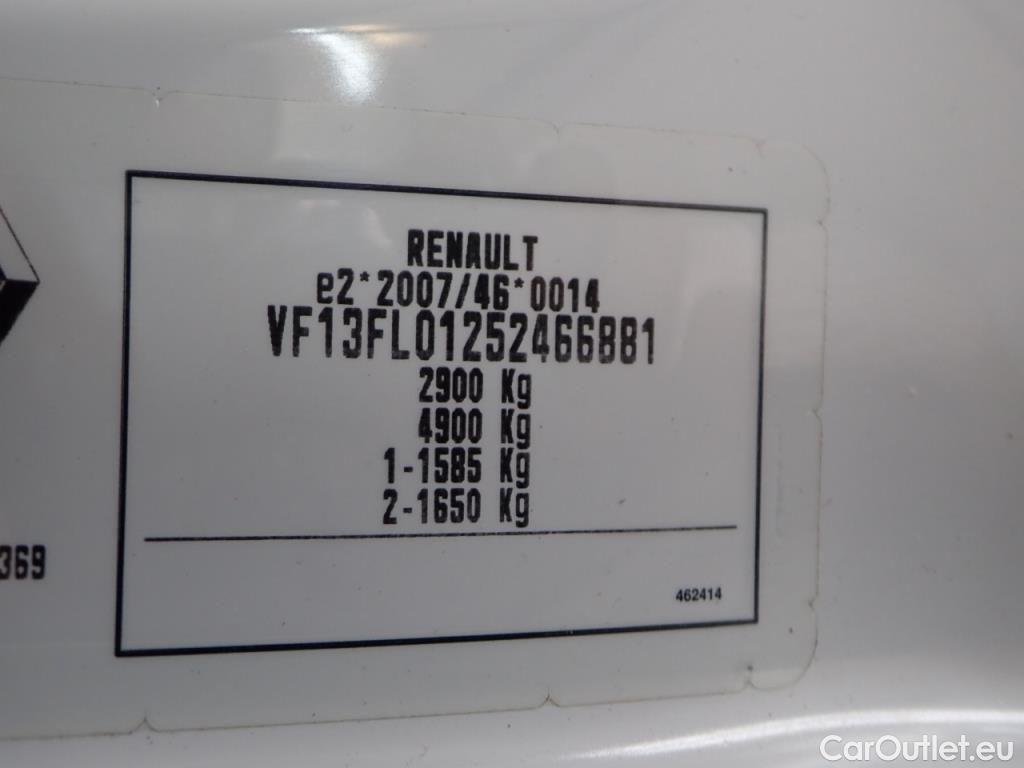 RENAULT
e2*2007/46*0014
VF13FL01252466881
2900 Kg
4900 Kg
1-1585 Kg
2-1650 Kg
369
462414
CarOutlet.eu